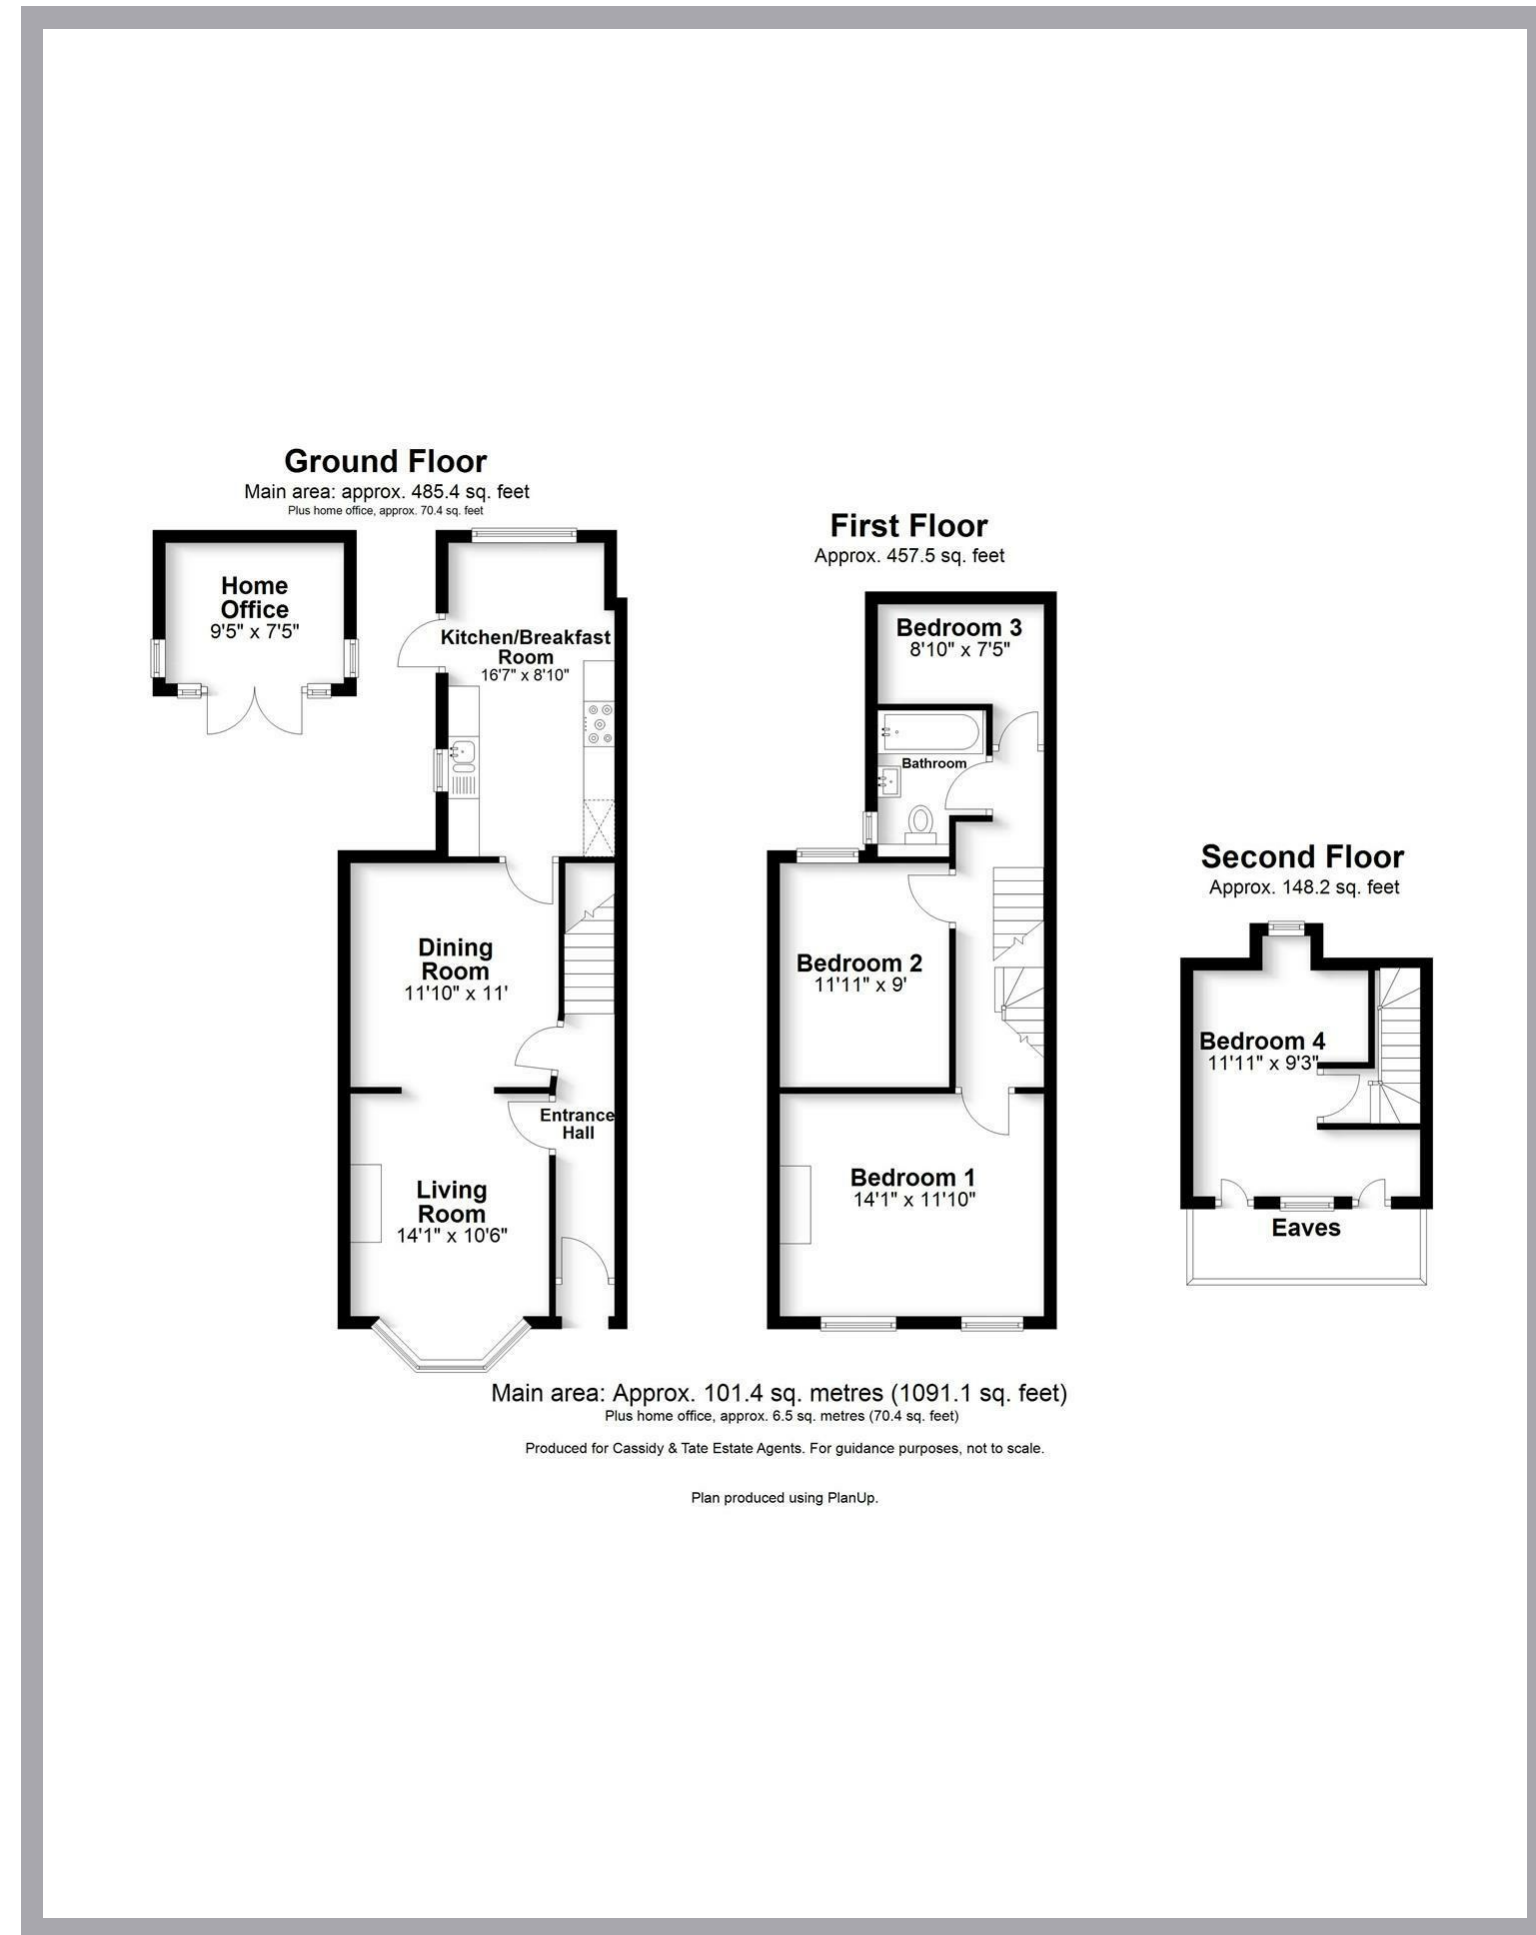 Ground Floor
Main area: approx. 485.4 sq. feet
Plus home office, approx. 70.4 sq. feet
Home
Office
9'5" x 7'5"
Kitchen/Breakfast
Room
16'7" x 8'10"
Dining
Room
11'10" x 11'
Entrance
Hall
Living
Room
14'1" x 10'6"
First Floor
Approx. 457.5 sq. feet
Bedroom 3
8'10" x 7'5"
Bathroom
Bedroom 2
11'11" x 9'
Bedroom 1
14'1" x 11'10"
Second Floor
Approx. 148.2 sq. feet
Bedroom 4
11'11" x 9'3"
Eaves
Main area: Approx. 101.4 sq. metres (1091.1 sq. feet)
Plus home office, approx. 6.5 sq. metres (70.4 sq. feet)
Produced for Cassidy & Tate Estate Agents. For guidance purposes, not to scale.
Plan produced using PlanUp.